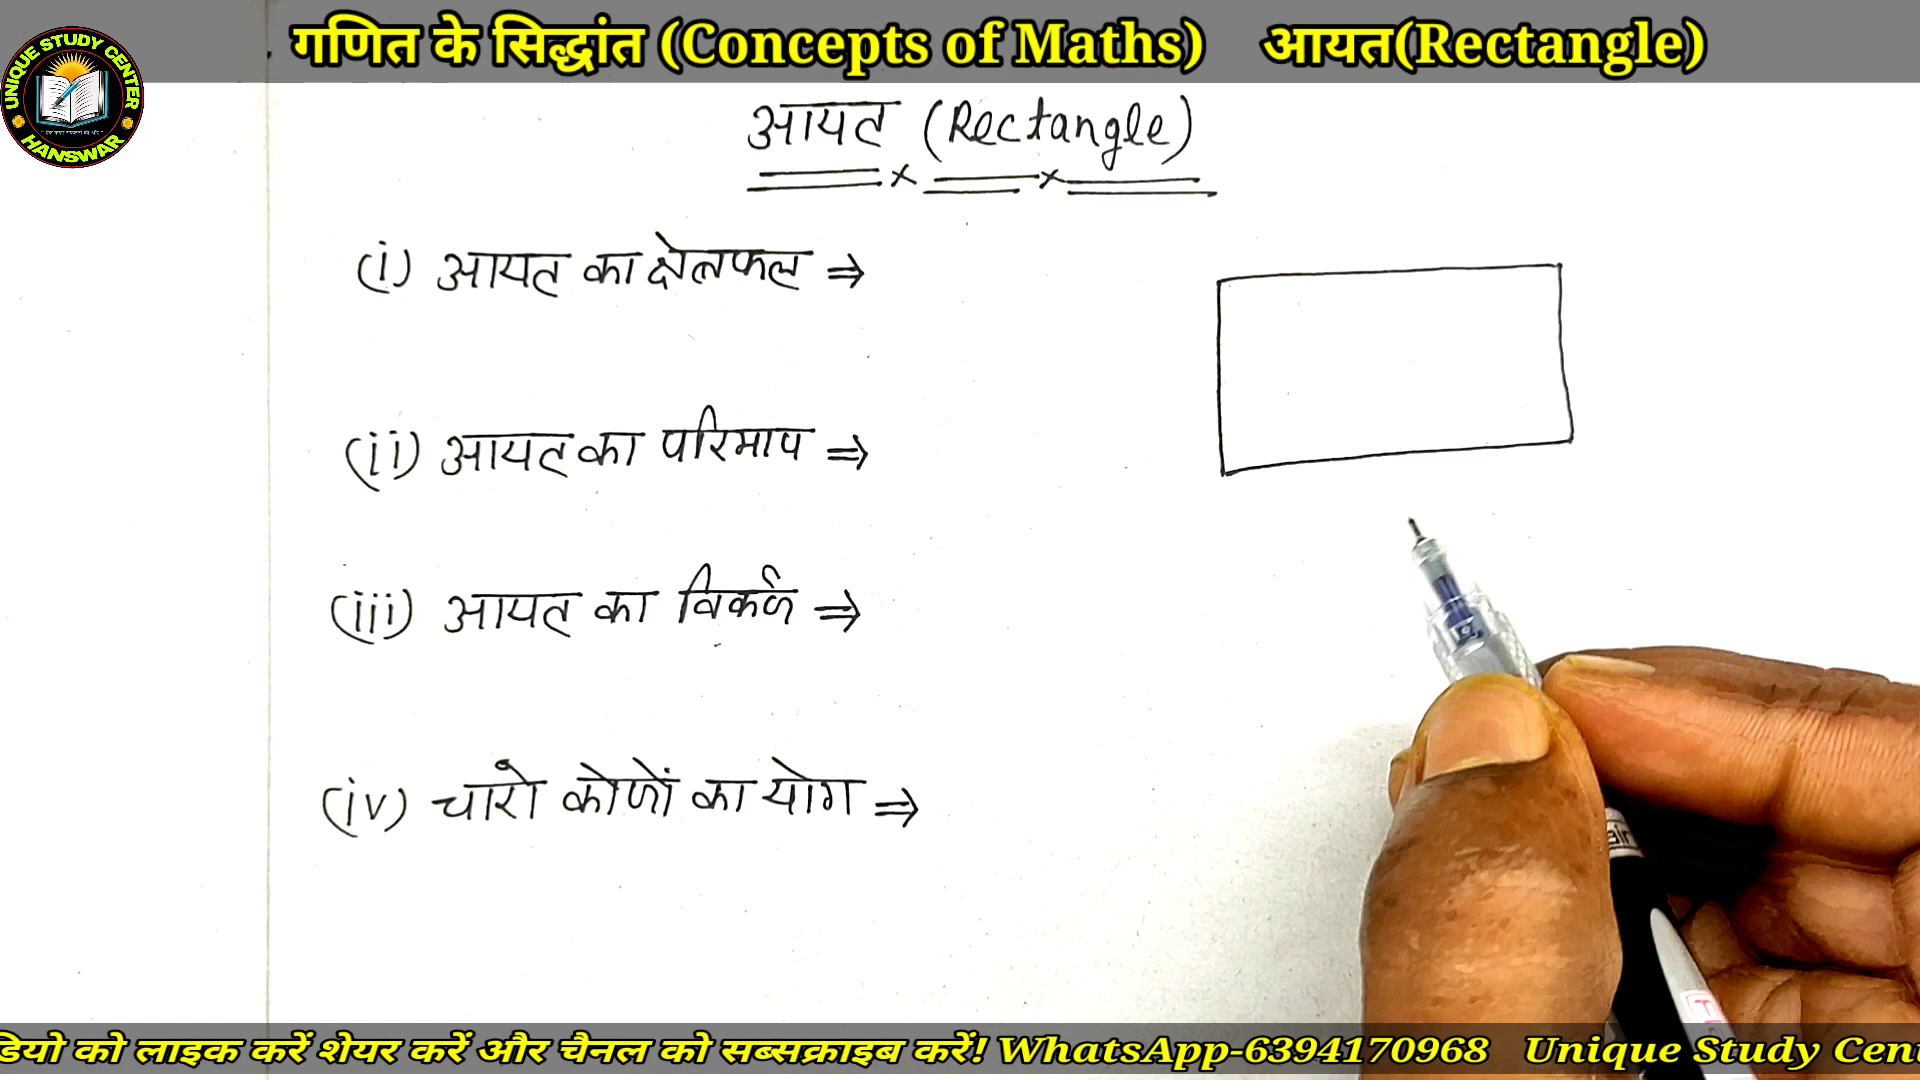 गणित के सिद्धांत (Concepts of Maths) आयत(Rectangle)
UNIQUE STUDY CENTER
HANSWAR
आयत (Rectangle)
(i) आयत का क्षेत्रफल ⇒
(ii) आयत का परिमाप ⇒
(iii) आयत का विकर्ण ⇒
(iv) चारो कोणों का योग ⇒
डियो को लाइक करें शेयर करें और चैनल को सब्सक्राइब करें! WhatsApp-6394170968 Unique Study Cent